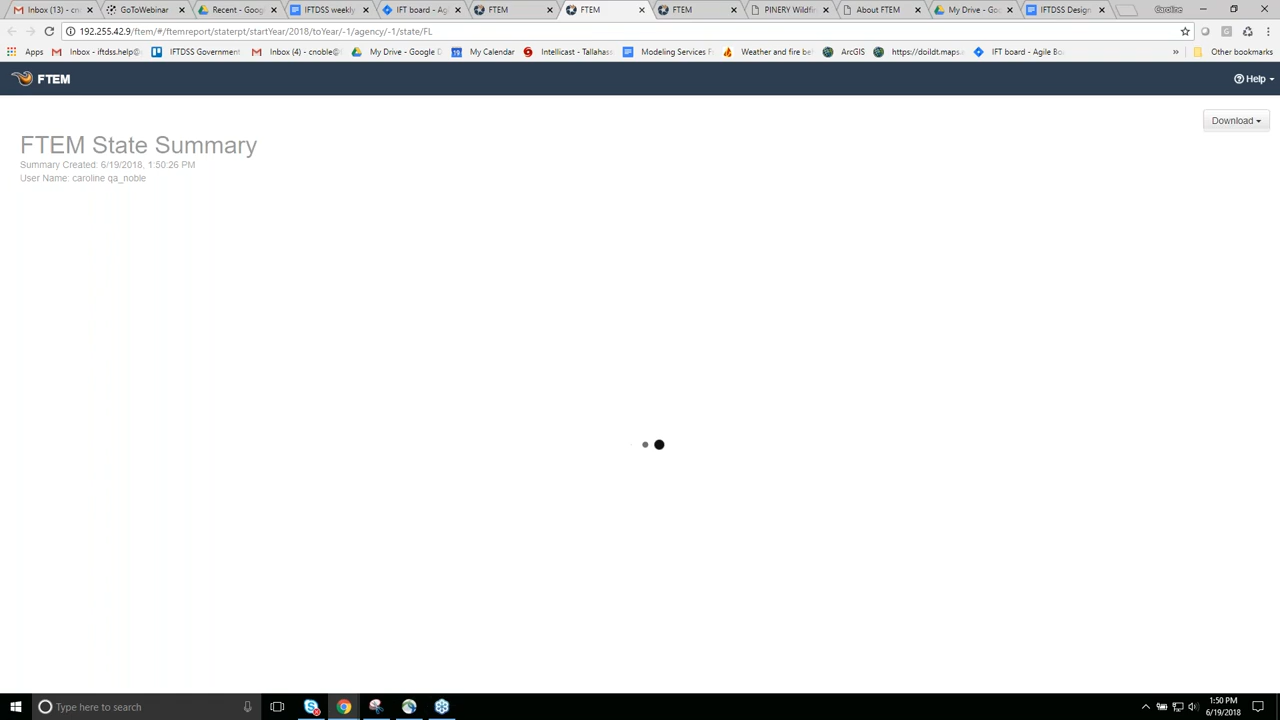 Inbox (13) - cno
GoToWebinar
Recent - Goog
IFTDSS weekly
IFT board - Agi
FTEM
FTEM
FTEM
PINERY Wildfir
About FTEM
My Drive - Goo
IFTDSS Design
Caroline
192.255.42.9/ftem/#/ftemreport/staterpt/startYear/2018/toYear/-1/agency/-1/state/FL
Apps
Inbox - iftdss.help@
IFTDSS Government
Inbox (4) - cnoble@
My Drive - Google D
My Calendar
Intellicast - Tallahass
Modeling Services F
Weather and fire be
ArcGIS
https://doildt.maps.
IFT board - Agile Bo
»
Other bookmarks
FTEM
Help
Download
FTEM State Summary
Summary Created: 6/19/2018, 1:50:26 PM
User Name: caroline qa_noble
Type here to search
1:50 PM
6/19/2018